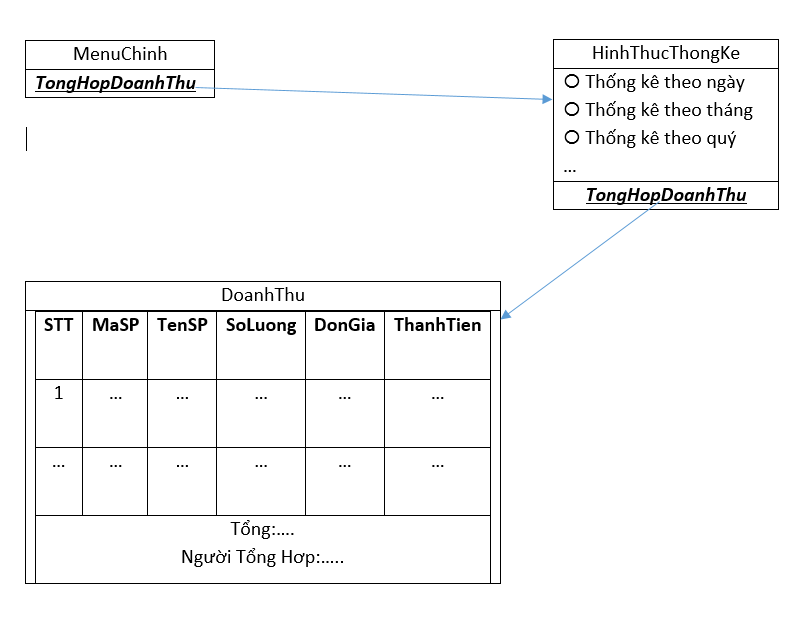 MenuChinh
TongHopDoanhThu
HinhThucThongKe
Thống kê theo ngày
Thống kê theo tháng
Thống kê theo quý
...
TongHopDoanhThu
DoanhThu
STT MaSP TenSP SoLuong DonGia ThanhTien
1 ... ... ... ... ...
... ... ... ... ... ...
Tổng:....
Người Tổng Hơp:.....